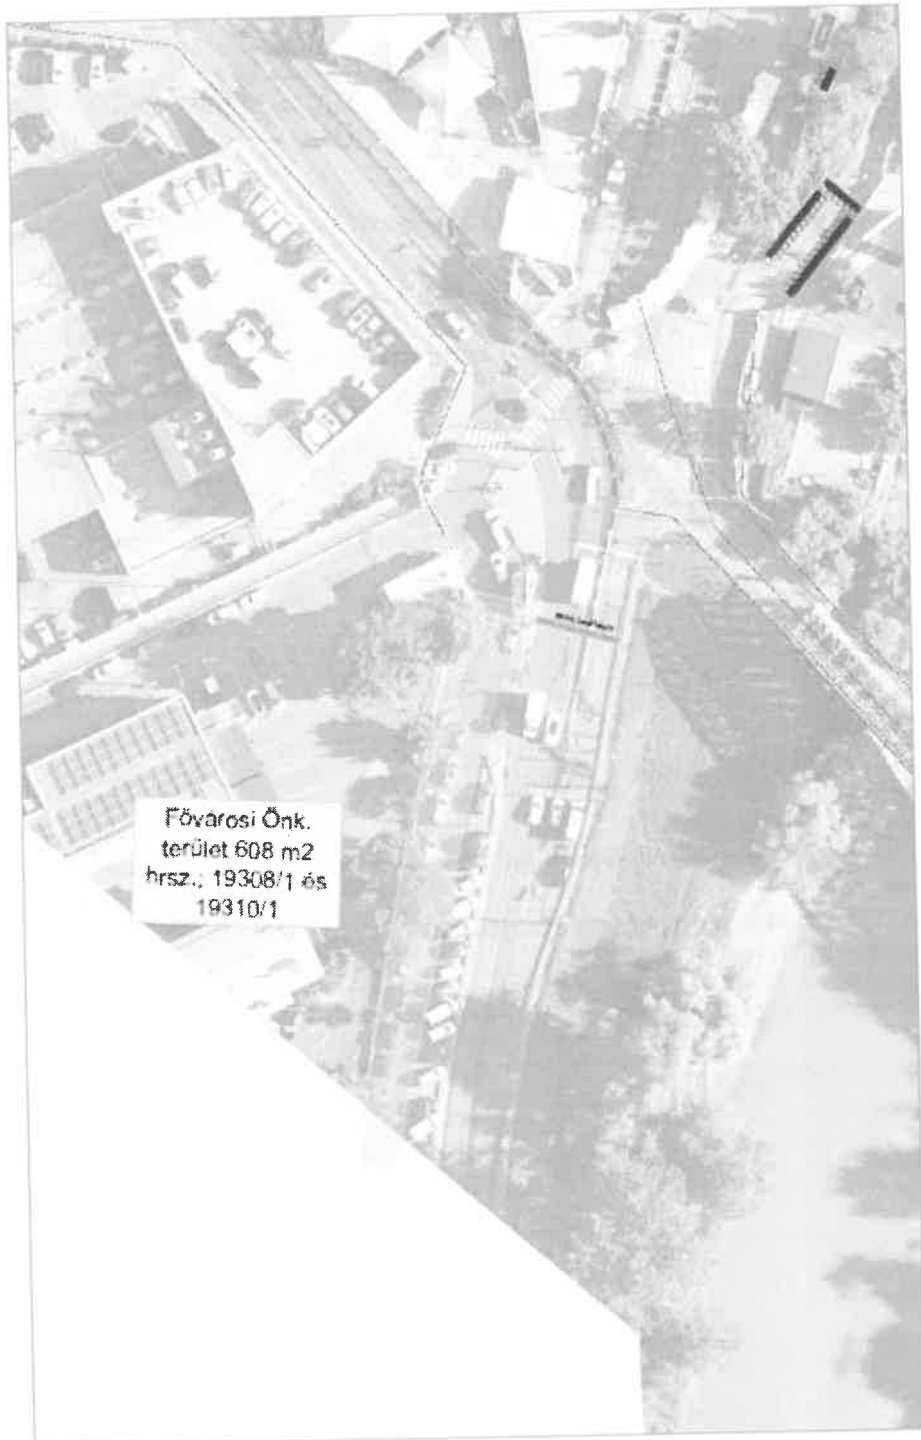 Fővárosi Önk.
terület 608 m2
hrsz.; 19308/1 és
19310/1